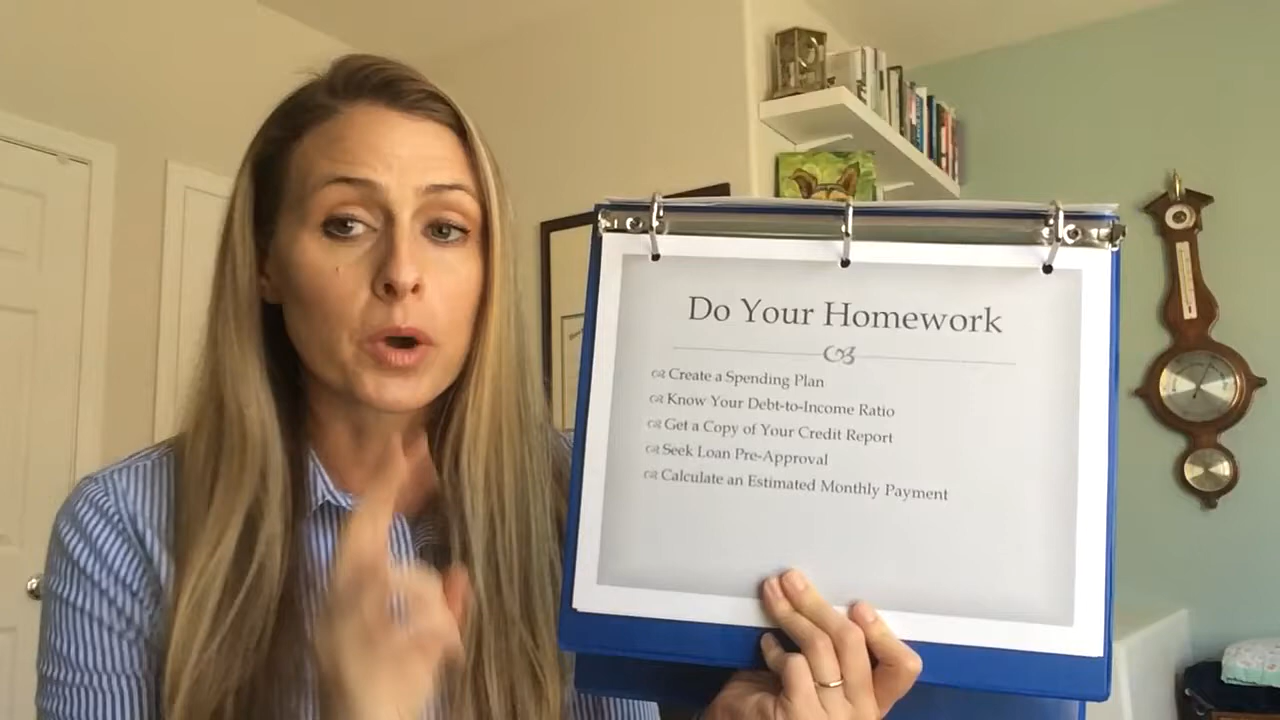 Do Your Homework
Create a Spending Plan
Know Your Debt-to-Income Ratio
Get a Copy of Your Credit Report
Seek Loan Pre-Approval
Calculate an Estimated Monthly Payment